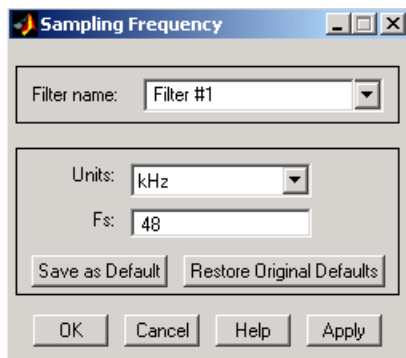 Sampling Frequency
Filter name: Filter #1
Units: kHz
Fs: 48
Save as Default Restore Original Defaults
OK Cancel Help Apply